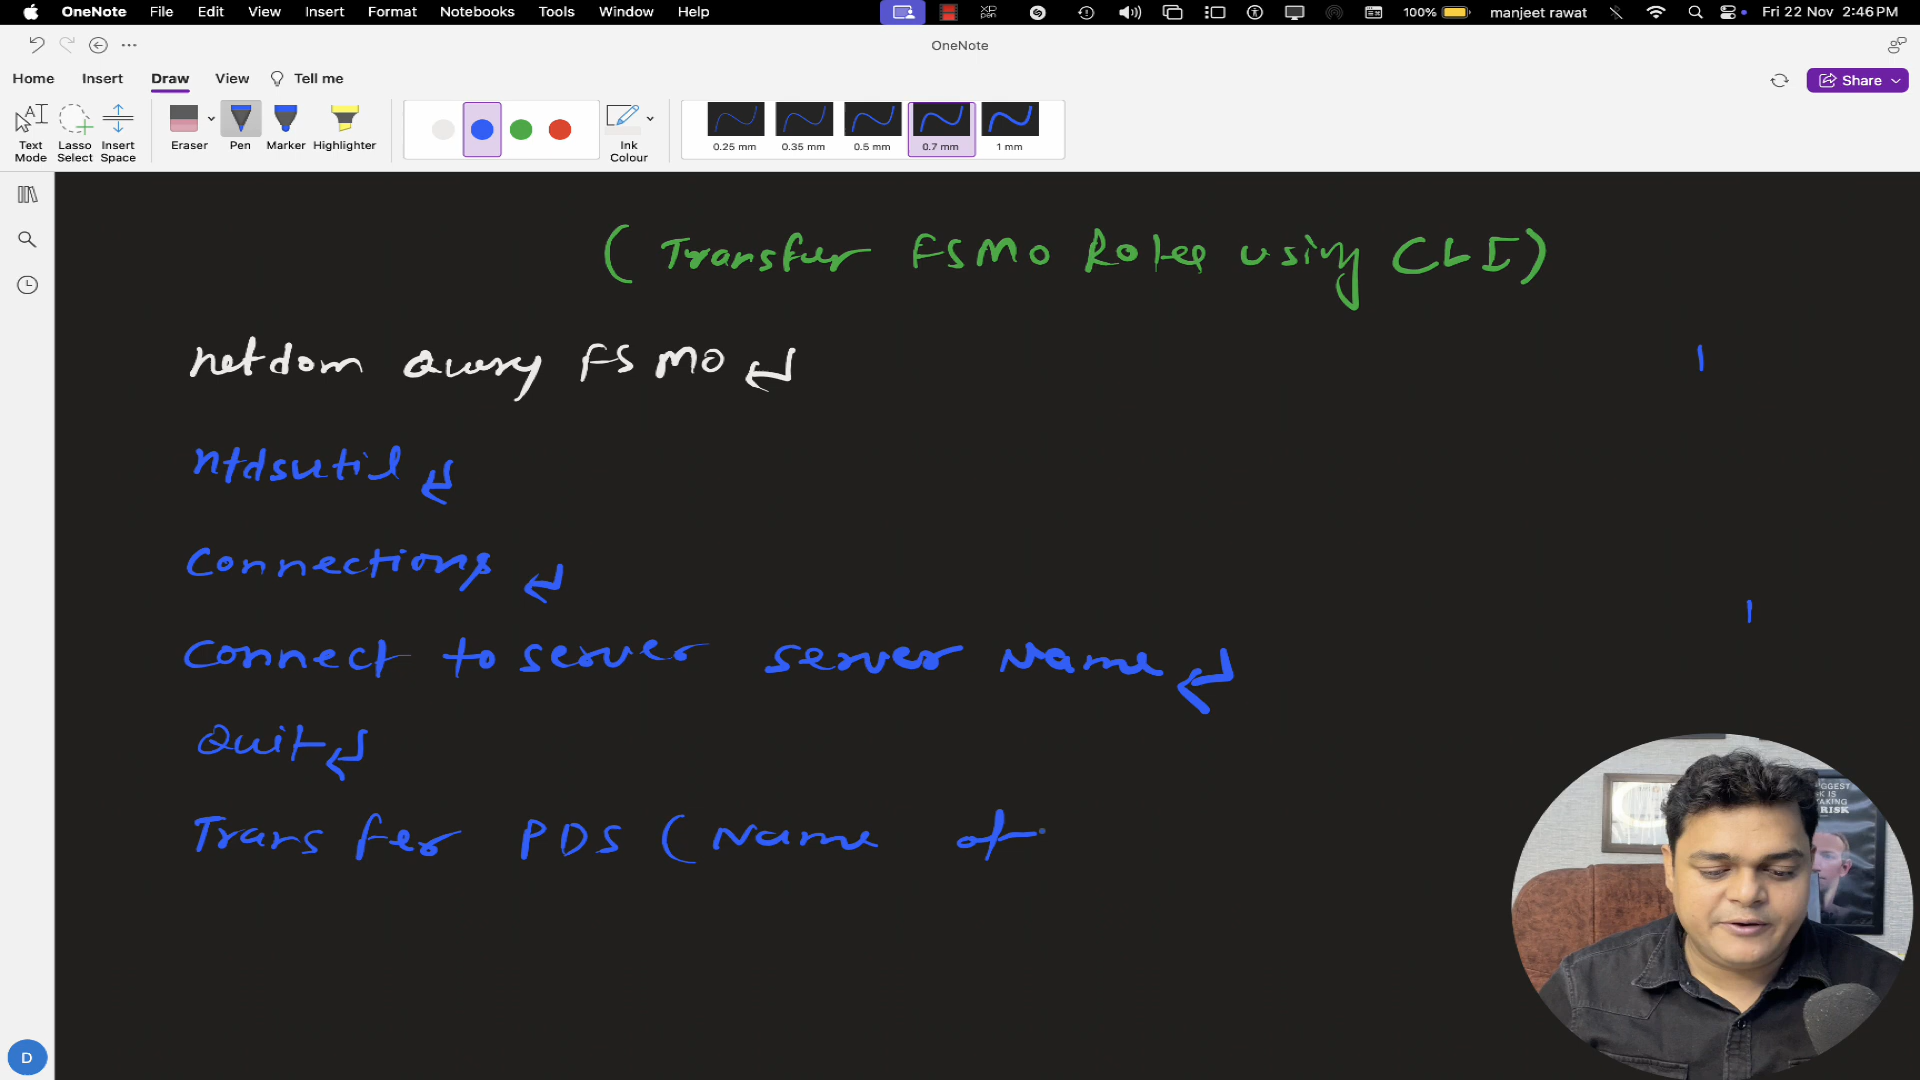 OneNote File Edit View Insert Format Notebooks Tools Window Help XP pen 100% manjeet rawat Fri 22 Nov 2:46 PM
OneNote
Home Insert Draw View Tell me Share
Text Mode Lasso Select Insert Space Eraser Pen Marker Highlighter Ink Colour 0.25 mm 0.35 mm 0.5 mm 0.7 mm 1 mm
(Transfer FSMO Roles using CLI)
netdom Query FSMO
ntdsutil
Connections
Connect to server server Name
Quit
Transfer PDS (Name of
RISK
D